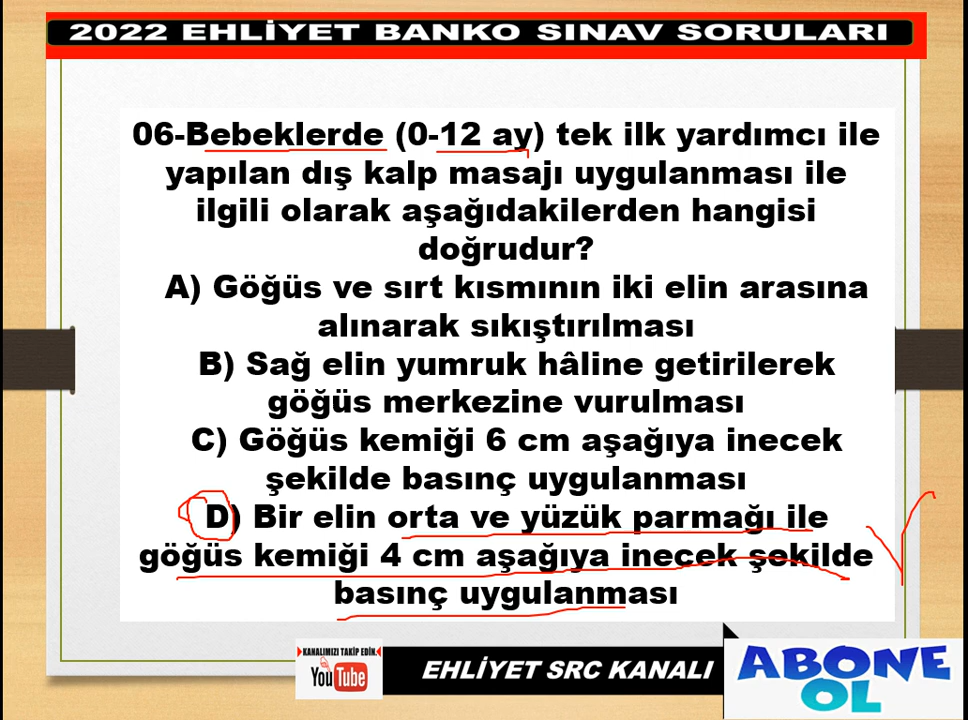 2022 EHLİYET BANKO SINAV SORULARI
06-Bebeklerde (0-12 ay) tek ilk yardımcı ile
yapılan dış kalp masajı uygulanması ile
ilgili olarak aşağıdakilerden hangisi
doğrudur?
A) Göğüs ve sırt kısmının iki elin arasına
alınarak sıkıştırılması
B) Sağ elin yumruk hâline getirilerek
göğüs merkezine vurulması
C) Göğüs kemiği 6 cm aşağıya inecek
şekilde basınç uygulanması
D) Bir elin orta ve yüzük parmağı ile
göğüs kemiği 4 cm aşağıya inecek şekilde
basınç uygulanması
KANALIMIZI TAKİP EDİN.
YouTube
EHLİYET SRC KANALI
ABONE
OL